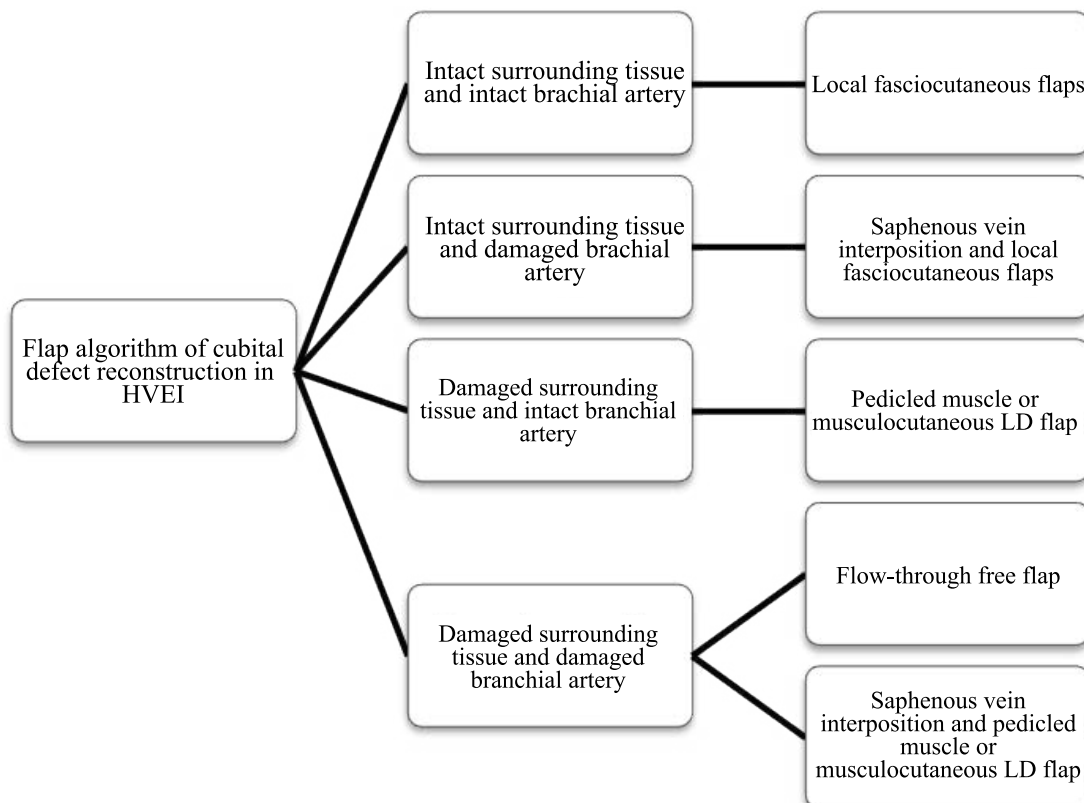 Flap algorithm of cubital
defect reconstruction in
HVEI
Intact surrounding tissue
and intact brachial artery
Local fasciocutaneous flaps
Intact surrounding tissue
and damaged brachial
artery
Saphenous vein
interposition and local
fasciocutaneous flaps
Damaged surrounding
tissue and intact branchial
artery
Pedicled muscle or
musculocutaneous LD flap
Damaged surrounding
tissue and damaged
branchial artery
Flow-through free flap
Saphenous vein
interposition and pedicled
muscle or
musculocutaneous LD flap